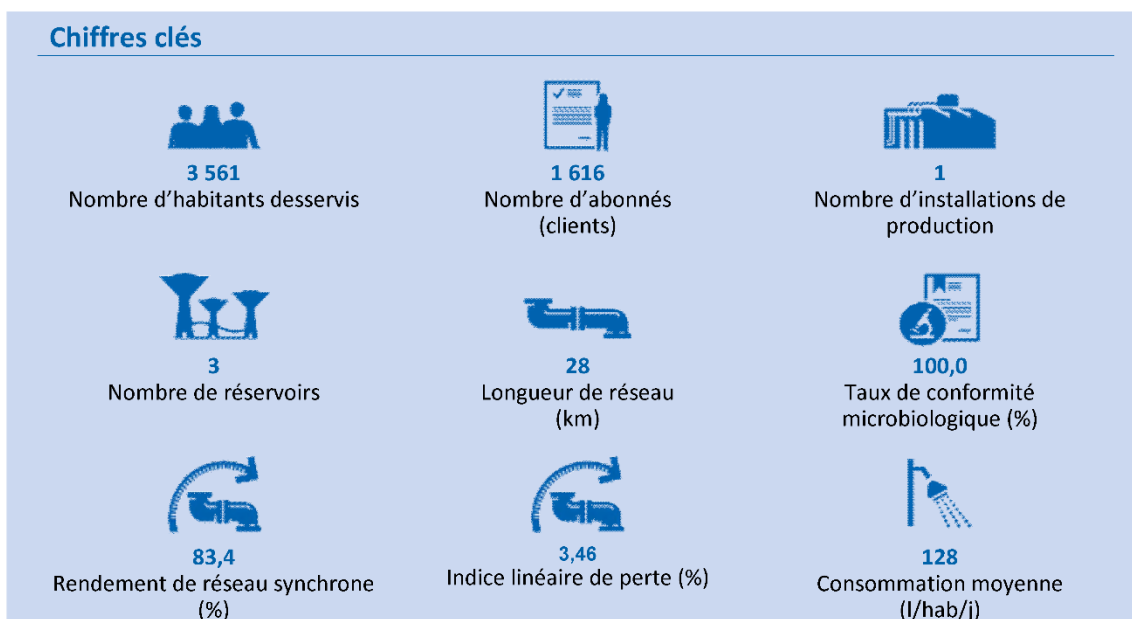 Chiffres clés
3 561
Nombre d’habitants desservis
1 616
Nombre d’abonnés
(clients)
1
Nombre d’installations de
production
3
Nombre de réservoirs
28
Longueur de réseau
(km)
100,0
Taux de conformité
microbiologique (%)
83,4
Rendement de réseau synchrone
(%)
3,46
Indice linéaire de perte (%)
128
Consommation moyenne
(l/hab/j)